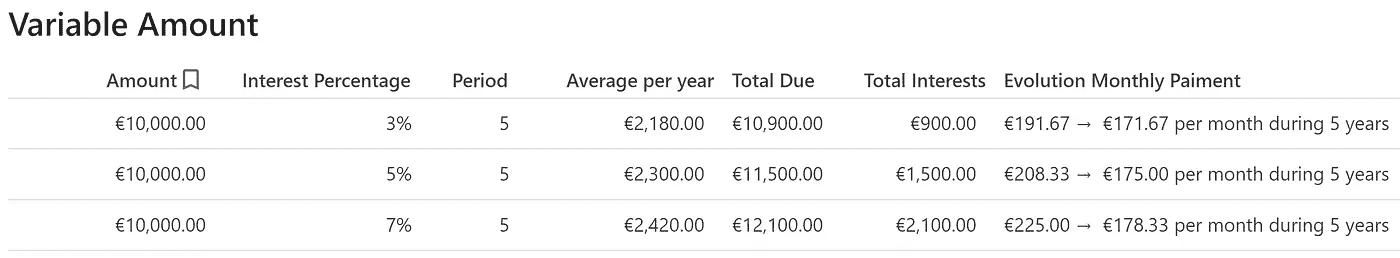 Variable Amount
Amount Interest Percentage Period Average per year Total Due Total Interests Evolution Monthly Paiment
€10,000.00 3% 5 €2,180.00 €10,900.00 €900.00 €191.67 → €171.67 per month during 5 years
€10,000.00 5% 5 €2,300.00 €11,500.00 €1,500.00 €208.33 → €175.00 per month during 5 years
€10,000.00 7% 5 €2,420.00 €12,100.00 €2,100.00 €225.00 → €178.33 per month during 5 years